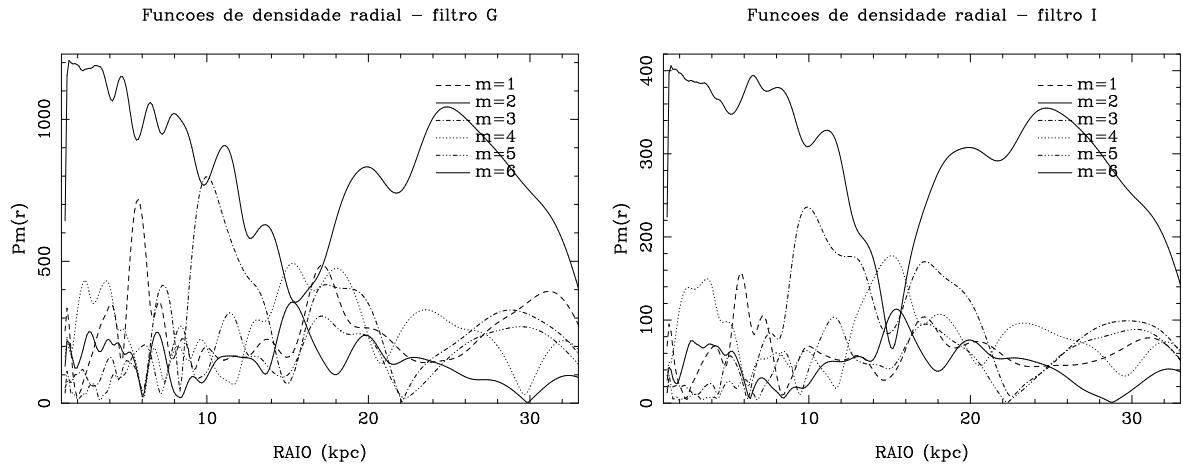 Funcoes de densidade radial – filtro G
m=1
m=2
m=3
m=4
m=5
m=6
Pm(r)
0
500
1000
10
20
30
RAIO (kpc)
Funcoes de densidade radial – filtro I
m=1
m=2
m=3
m=4
m=5
m=6
Pm(r)
0
100
200
300
400
10
20
30
RAIO (kpc)